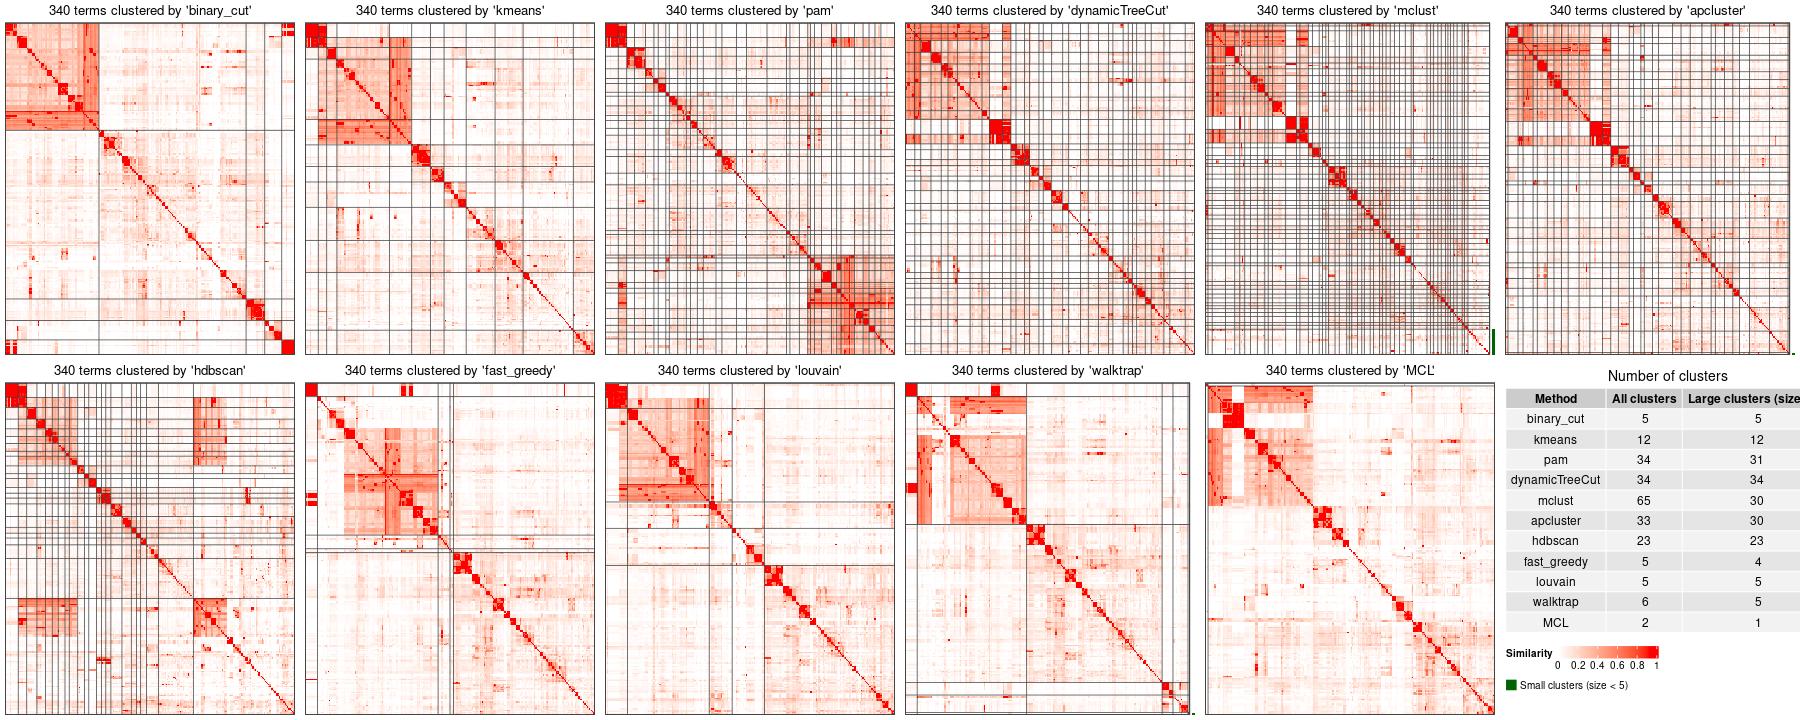 340 terms clustered by 'binary_cut'
340 terms clustered by 'kmeans'
340 terms clustered by 'pam'
340 terms clustered by 'dynamicTreeCut'
340 terms clustered by 'mclust'
340 terms clustered by 'apcluster'
340 terms clustered by 'hdbscan'
340 terms clustered by 'fast_greedy'
340 terms clustered by 'louvain'
340 terms clustered by 'walktrap'
340 terms clustered by 'MCL'
Number of clusters
Method All clusters Large clusters (size
binary_cut 5 5
kmeans 12 12
pam 34 31
dynamicTreeCut 34 34
mclust 65 30
apcluster 33 30
hdbscan 23 23
fast_greedy 5 4
louvain 5 5
walktrap 6 5
MCL 2 1
Similarity
0 0.2 0.4 0.6 0.8 1
Small clusters (size < 5)